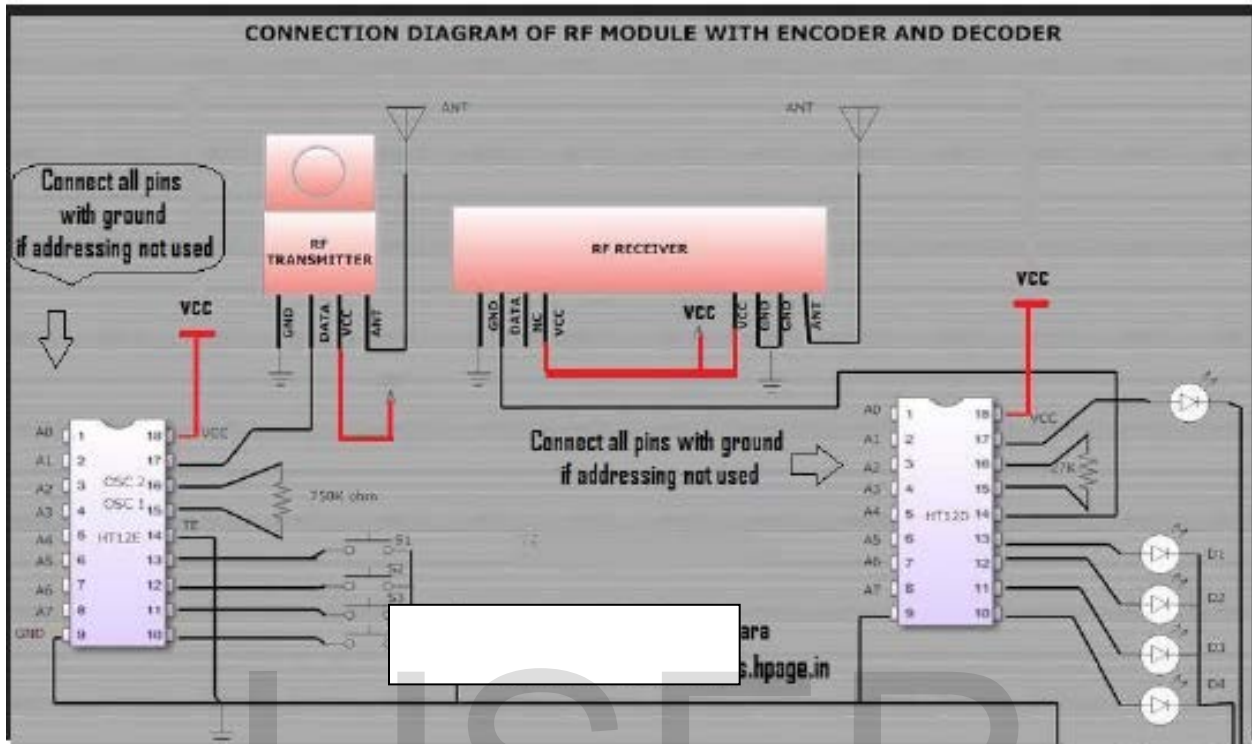 CONNECTION DIAGRAM OF RF MODULE WITH ENCODER AND DECODER
ANT
ANT
Connect all pins
with ground
if addressing not used
RF
TRANSMITTER
RF RECEIVER
VCC
GND
DATA
VCC
ANT
GND
DATA
NC
VCC
VCC
VCC
GND
GND
ANT
VCC
A0
1
18
VCC
A1
2
17
A2
3
OSC 2
16
A3
4
OSC 1
15
750K ohm
A4
5
HT12E
14
TE
A5
6
13
S1
A6
7
12
S2
A7
8
11
S3
GND
9
10
Connect all pins with ground
if addressing not used
A0
1
18
VCC
A1
2
17
A2
3
16
A3
4
15
A4
5
HT12D
14
A5
6
13
A6
7
12
A7
8
11
9
10
D1
D2
D3
D4
ara
s.hpage.in